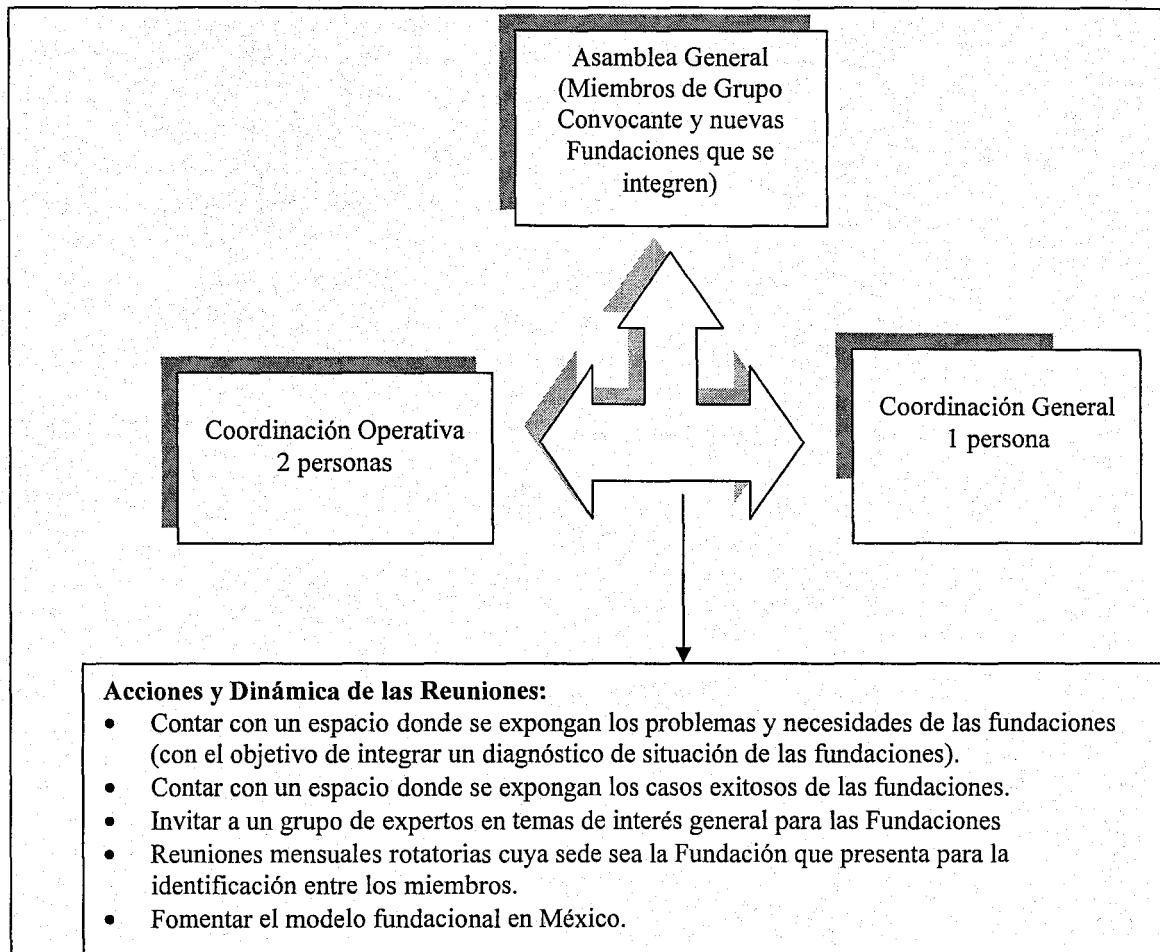 Asamblea General
(Miembros de Grupo
Convocante y nuevas
Fundaciones que se
integren)
Coordinación Operativa
2 personas
Coordinación General
1 persona
Acciones y Dinámica de las Reuniones:
• Contar con un espacio donde se expongan los problemas y necesidades de las fundaciones
(con el objetivo de integrar un diagnóstico de situación de las fundaciones).
• Contar con un espacio donde se expongan los casos exitosos de las fundaciones.
• Invitar a un grupo de expertos en temas de interés general para las Fundaciones
• Reuniones mensuales rotatorias cuya sede sea la Fundación que presenta para la
identificación entre los miembros.
• Fomentar el modelo fundacional en México.